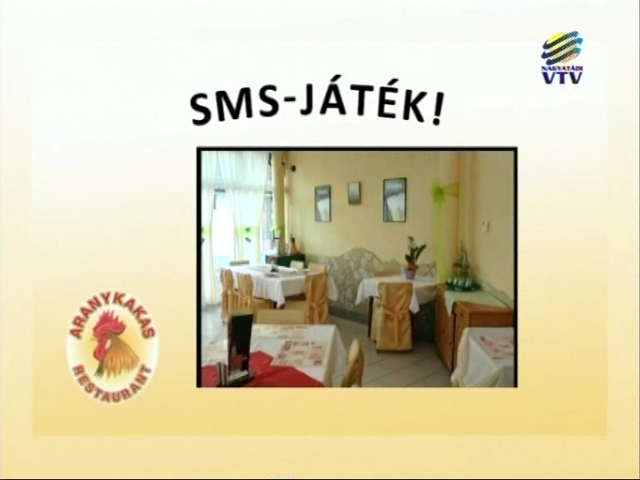 NAGYATÁDI
VTV
SMS-JÁTÉK!
ARANYKAKAS
RESTAURANT